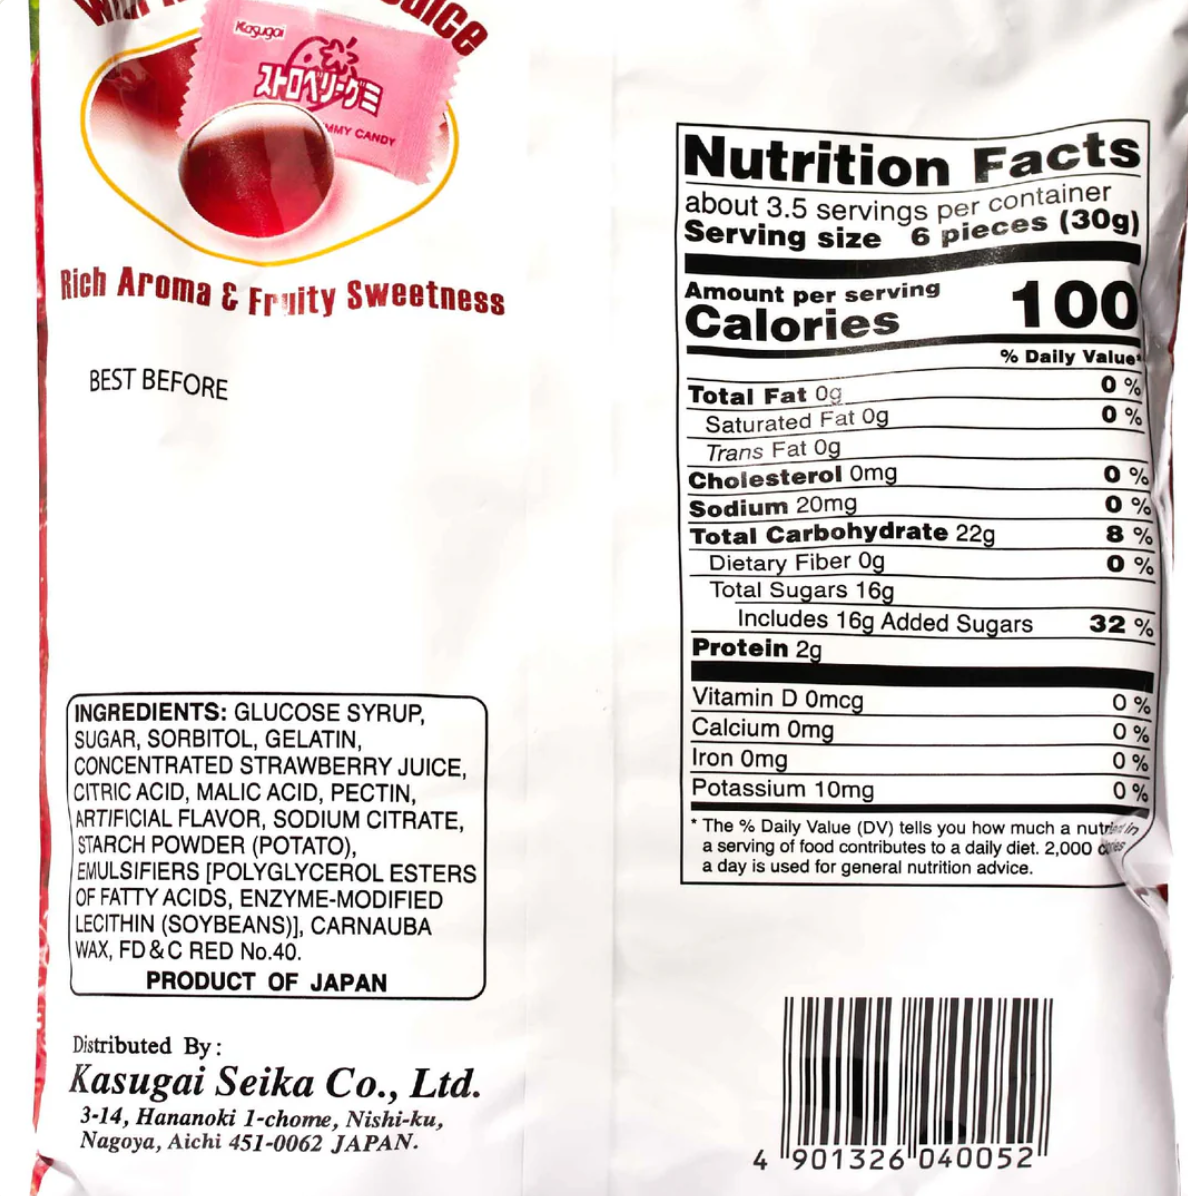 Kasugai
ストロベリーグミ
CANDY
Rich Aroma & Fruity Sweetness
BEST BEFORE
INGREDIENTS: GLUCOSE SYRUP,
SUGAR, SORBITOL, GELATIN,
CONCENTRATED STRAWBERRY JUICE,
CITRIC ACID, MALIC ACID, PECTIN,
ARTIFICIAL FLAVOR, SODIUM CITRATE,
STARCH POWDER (POTATO),
EMULSIFIERS [POLYGLYCEROL ESTERS
OF FATTY ACIDS, ENZYME-MODIFIED
LECITHIN (SOYBEANS)], CARNAUBA
WAX, FD & C RED No.40.
PRODUCT OF JAPAN
Distributed By:
Kasugai Seika Co., Ltd.
3-14, Hananoki 1-chome, Nishi-ku,
Nagoya, Aichi 451-0062 JAPAN.
Nutrition Facts
about 3.5 servings per container
Serving size 6 pieces (30g)
Amount per serving
Calories 100
% Daily Value*
Total Fat 0g 0 %
Saturated Fat 0g 0 %
Trans Fat 0g
Cholesterol 0mg 0 %
Sodium 20mg 0 %
Total Carbohydrate 22g 8 %
Dietary Fiber 0g 0 %
Total Sugars 16g
Includes 16g Added Sugars 32 %
Protein 2g
Vitamin D 0mcg 0 %
Calcium 0mg 0 %
Iron 0mg 0 %
Potassium 10mg 0 %
* The % Daily Value (DV) tells you how much a nutrient in
a serving of food contributes to a daily diet. 2,000 calories
a day is used for general nutrition advice.
4 901326 040052